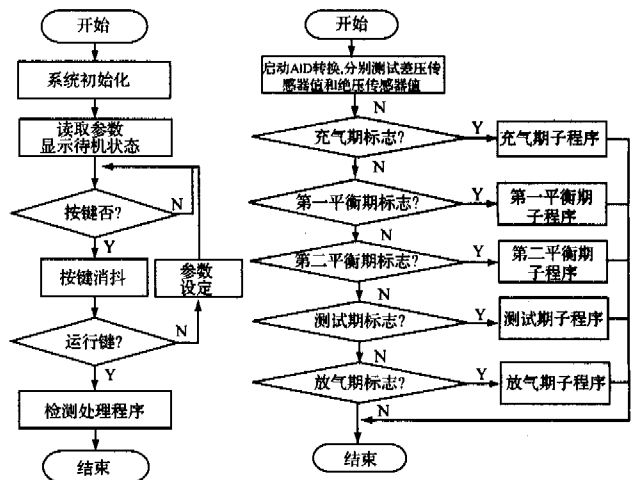 开始
系统初始化
读取参数
显示待机状态
按键否?
N
Y
按键消抖
参数
设定
运行键?
N
Y
检测处理程序
结束
开始
启动AID转换,分别测试差压传
感器值和绝压传感器值
N
充气期标志?
Y
充气期子程序
N
第一平衡期标志?
Y
第一平衡期
子程序
N
第二平衡期标志?
Y
第二平衡期
子程序
N
测试期标志?
Y
测试期子程序
N
放气期标志?
Y
放气期子程序
N
结束